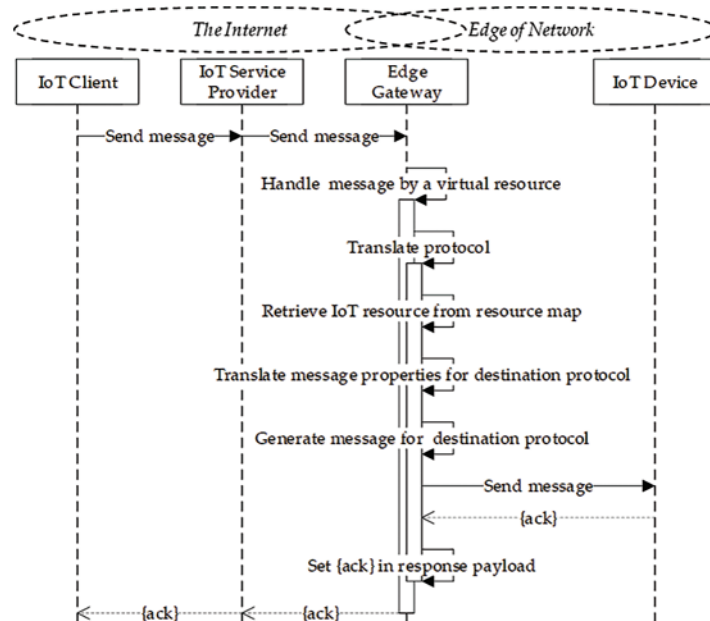 The Internet
Edge of Network
IoT Client
IoT Service
Provider
Edge
Gateway
IoT Device
Send message
Send message
Handle message by a virtual resource
Translate protocol
Retrieve IoT resource from resource map
Translate message properties for destination protocol
Generate message for destination protocol
Send message
{ack}
Set {ack} in response payload
{ack}
{ack}